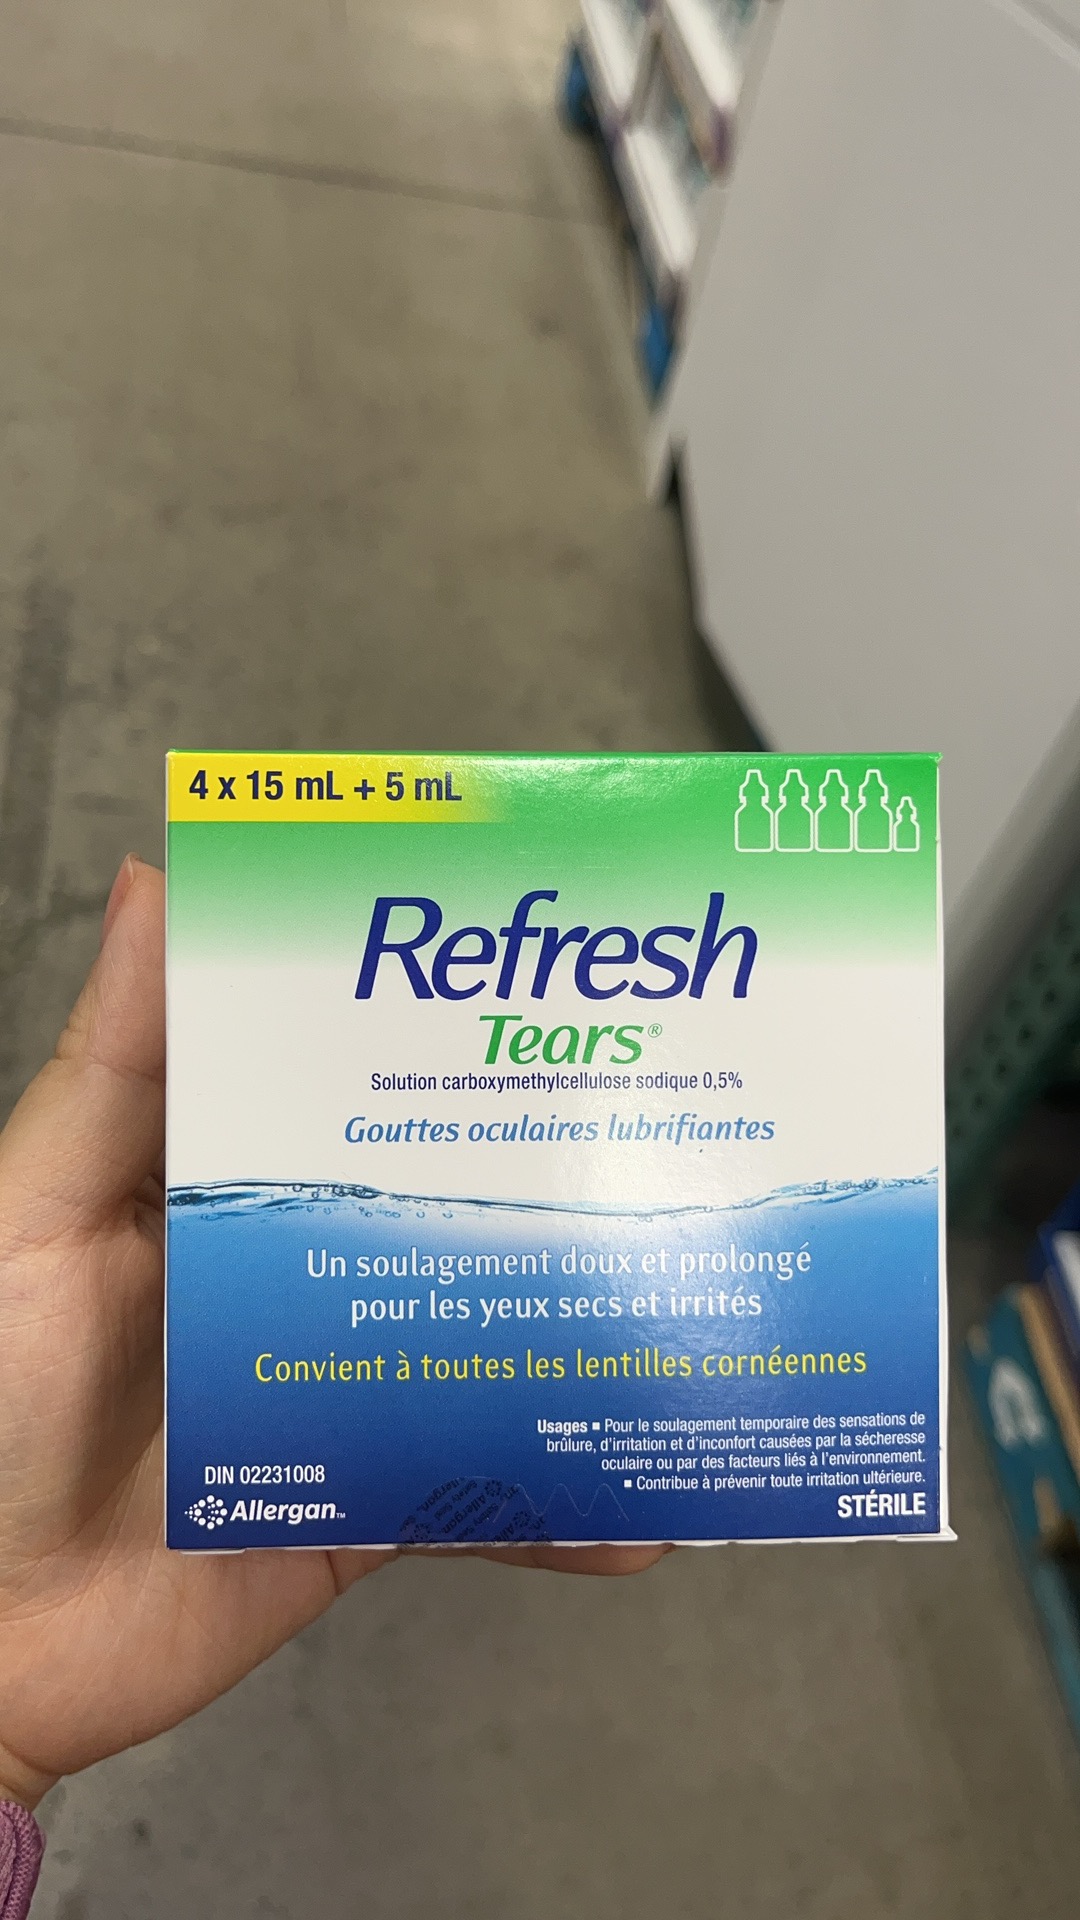 4 x 15 mL + 5 mL
Refresh
Tears®
Solution carboxymethylcellulose sodique 0,5%
Gouttes oculaires lubrifiantes
Un soulagement doux et prolongé
pour les yeux secs et irrités
Convient à toutes les lentilles cornéennes
Usages ▪ Pour le soulagement temporaire des sensations de
brûlure, d'irritation et d'inconfort causées par la sécheresse
oculaire ou par des facteurs liés à l'environnement.
▪ Contribue à prévenir toute irritation ultérieure.
STÉRILE
DIN 02231008
Allergan™